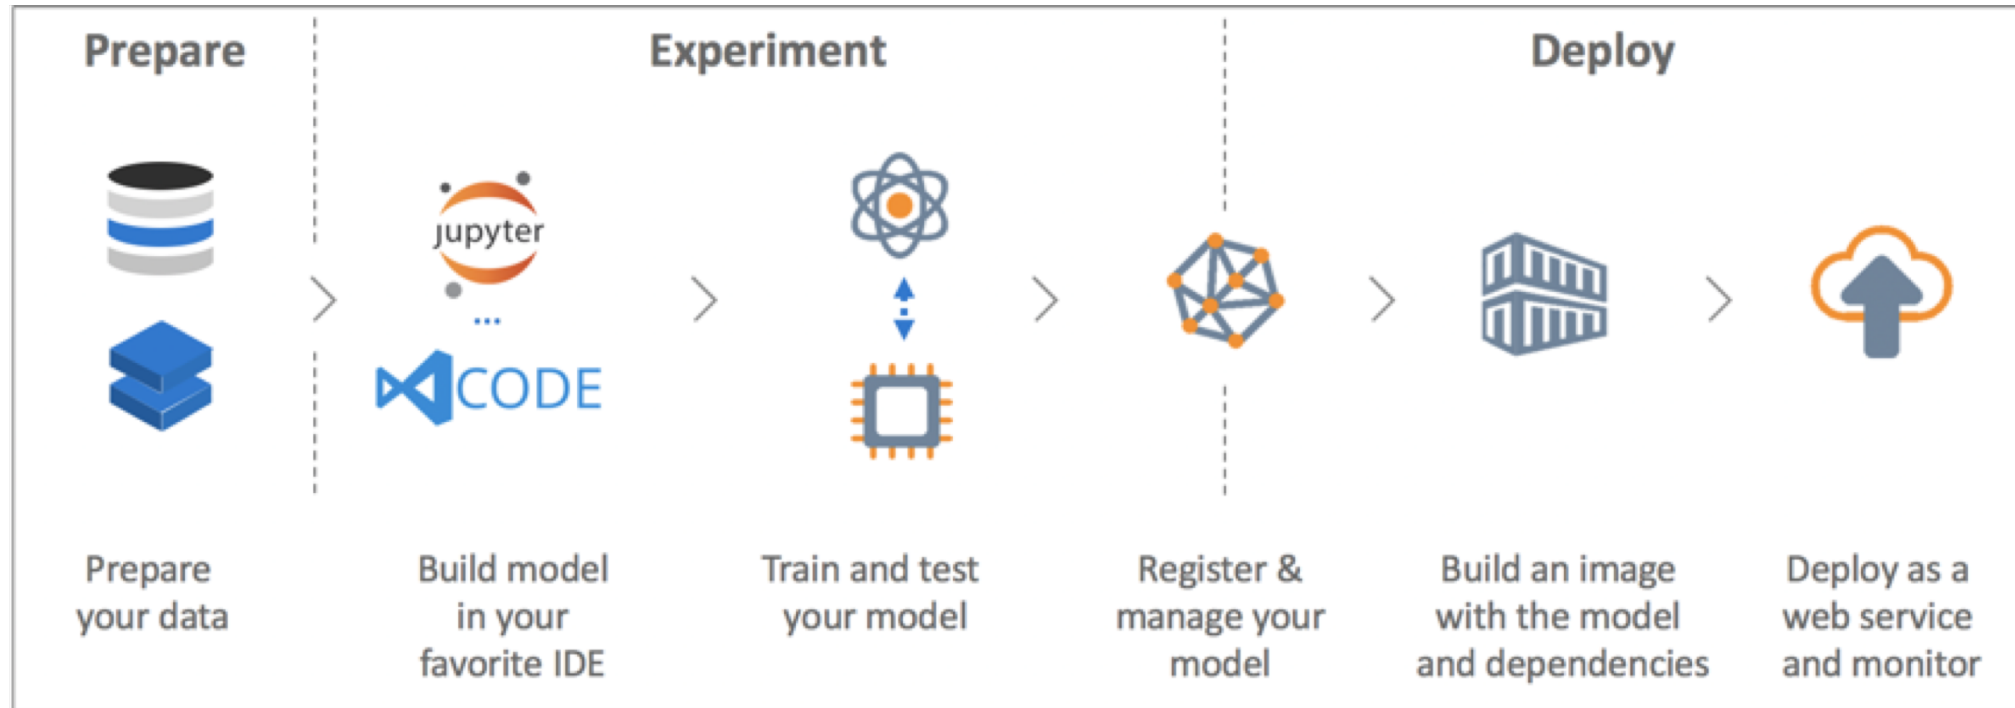 Prepare
Experiment
Deploy
jupyter
...
CODE
Prepare
your data
Build model
in your
favorite IDE
Train and test
your model
Register &
manage your
model
Build an image
with the model
and dependencies
Deploy as a
web service
and monitor